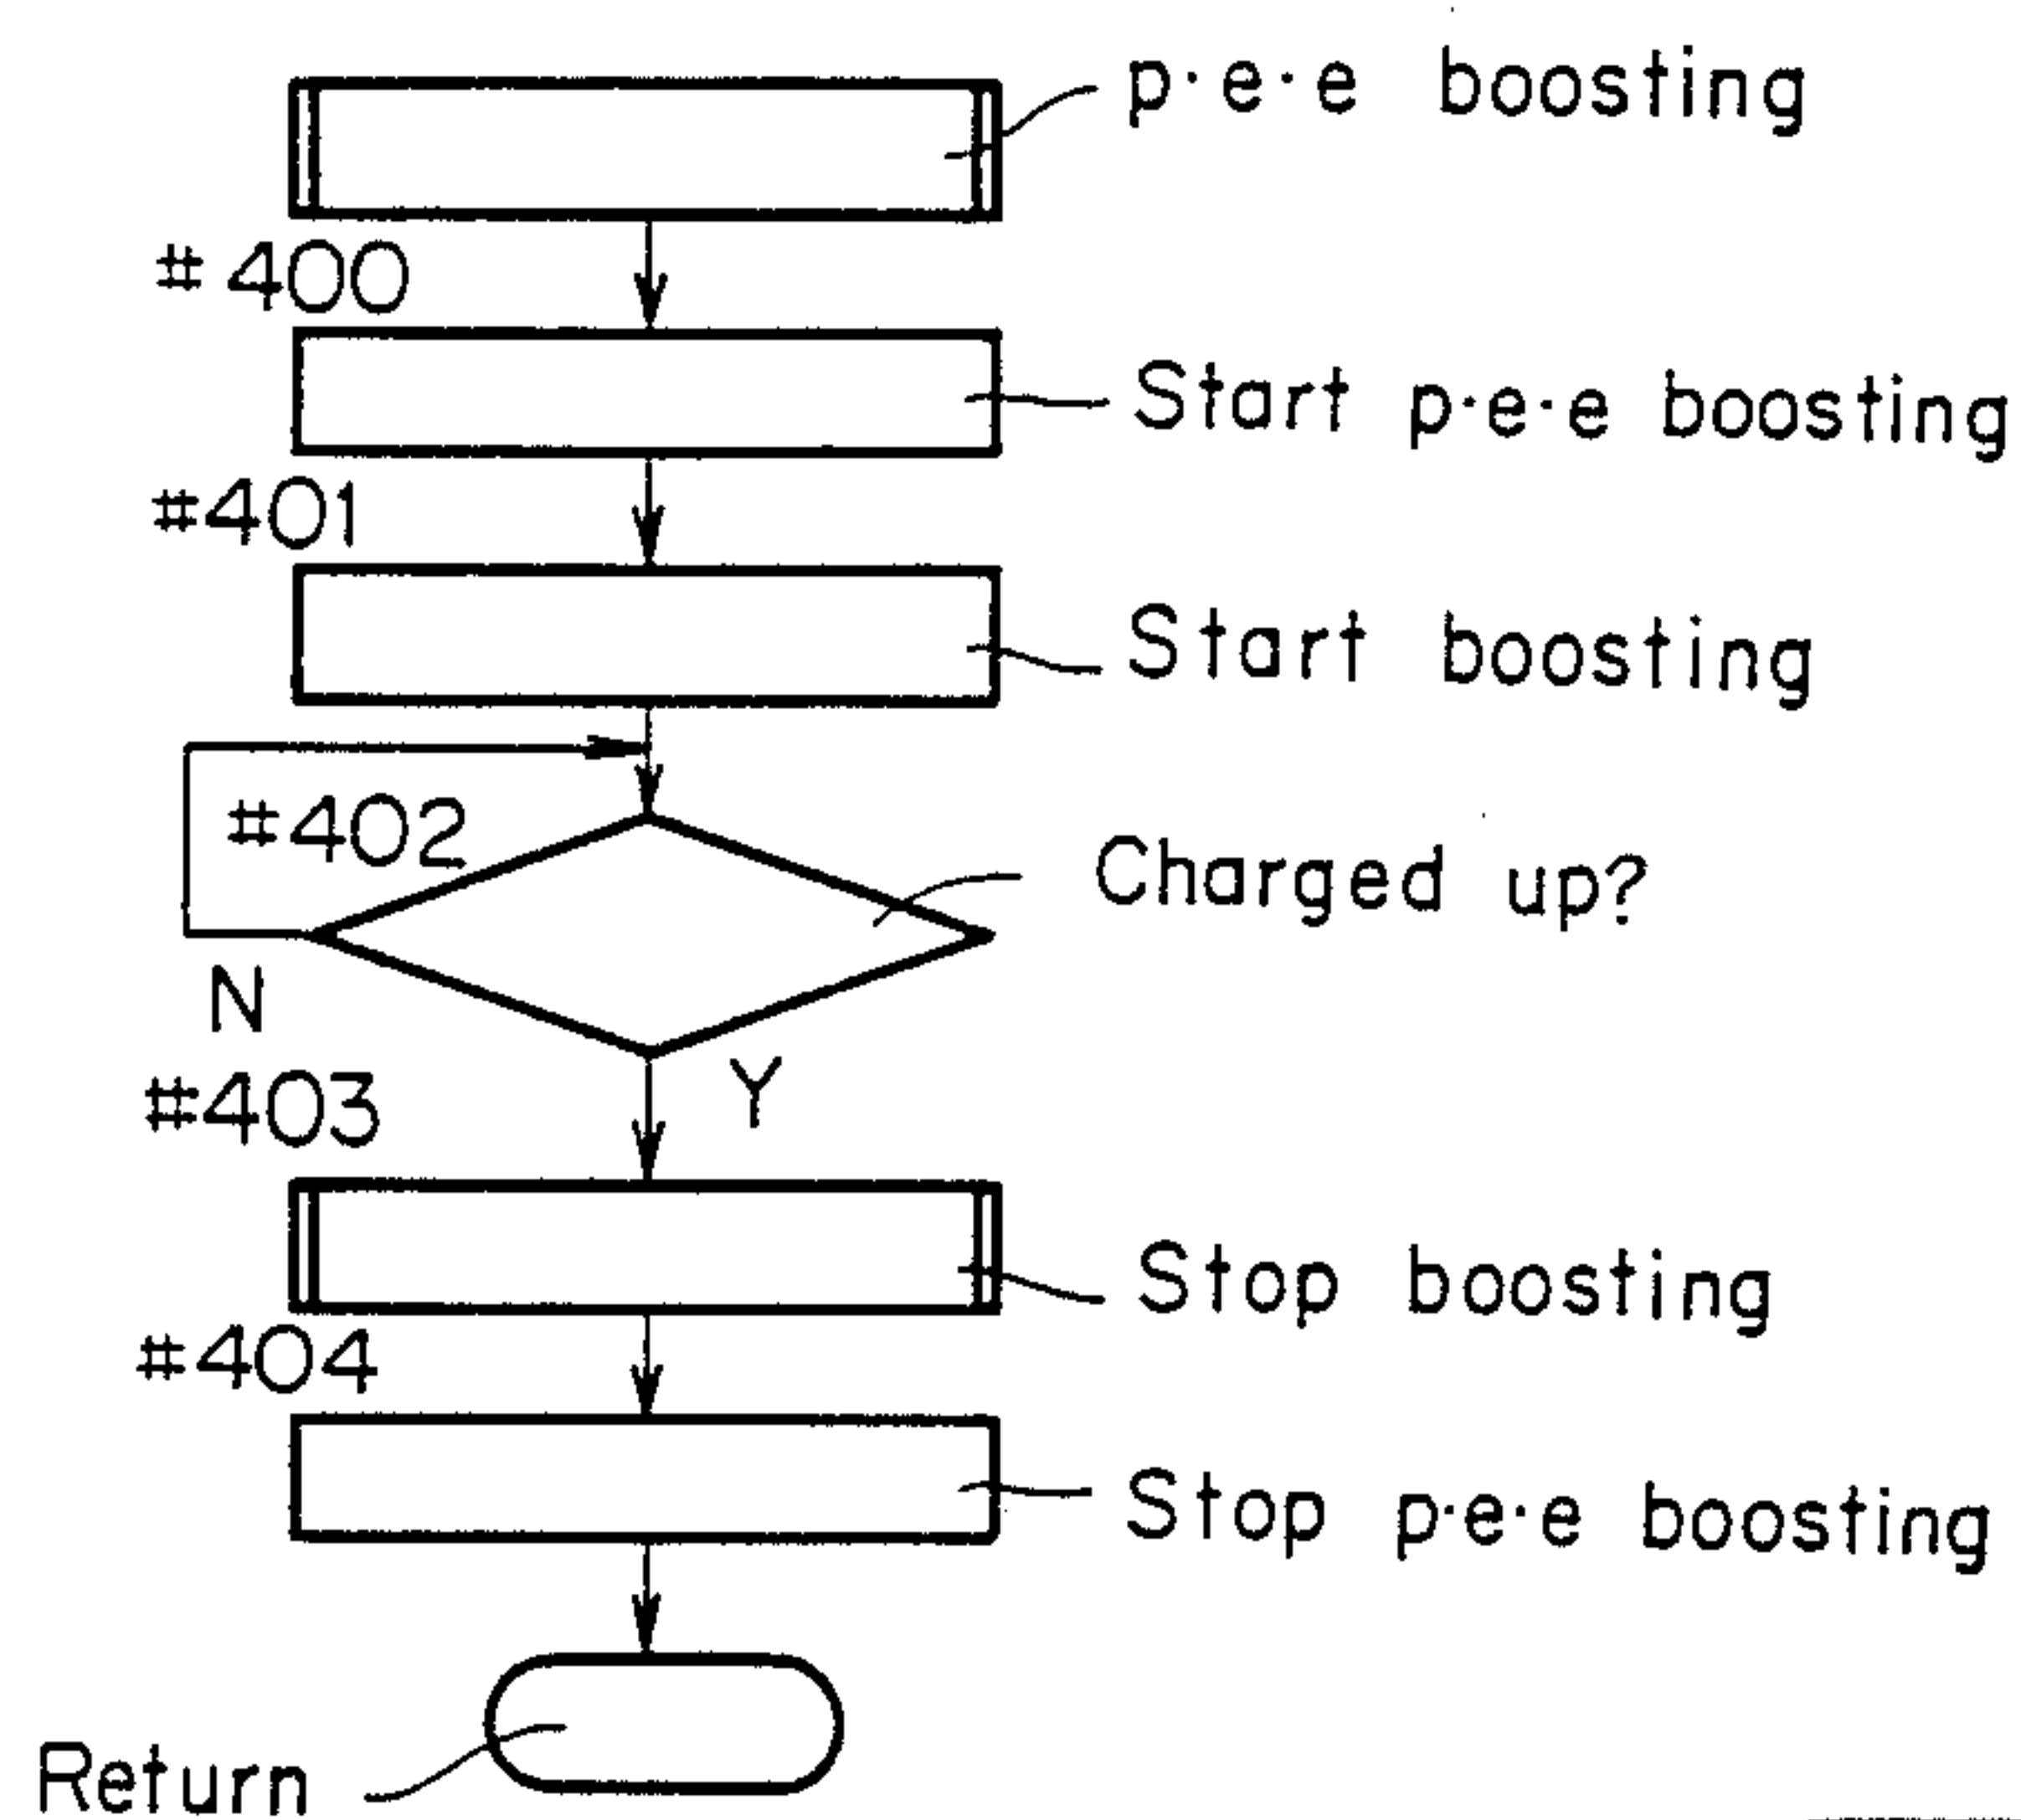 p·e·e boosting
#400
Start p·e·e boosting
#401
Start boosting
#402
Charged up?
N
Y
#403
Stop boosting
#404
Stop p·e·e boosting
Return